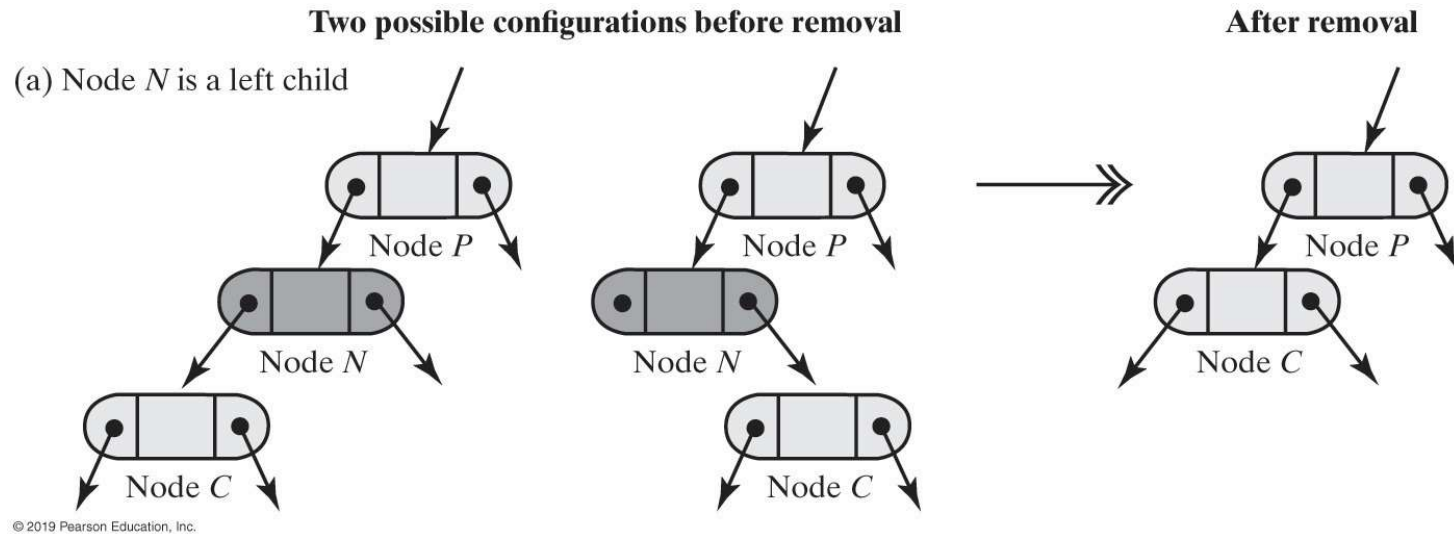 Two possible configurations before removal
After removal
(a) Node N is a left child
Node P
Node P
Node P
Node N
Node N
Node C
Node C
Node C
© 2019 Pearson Education, Inc.